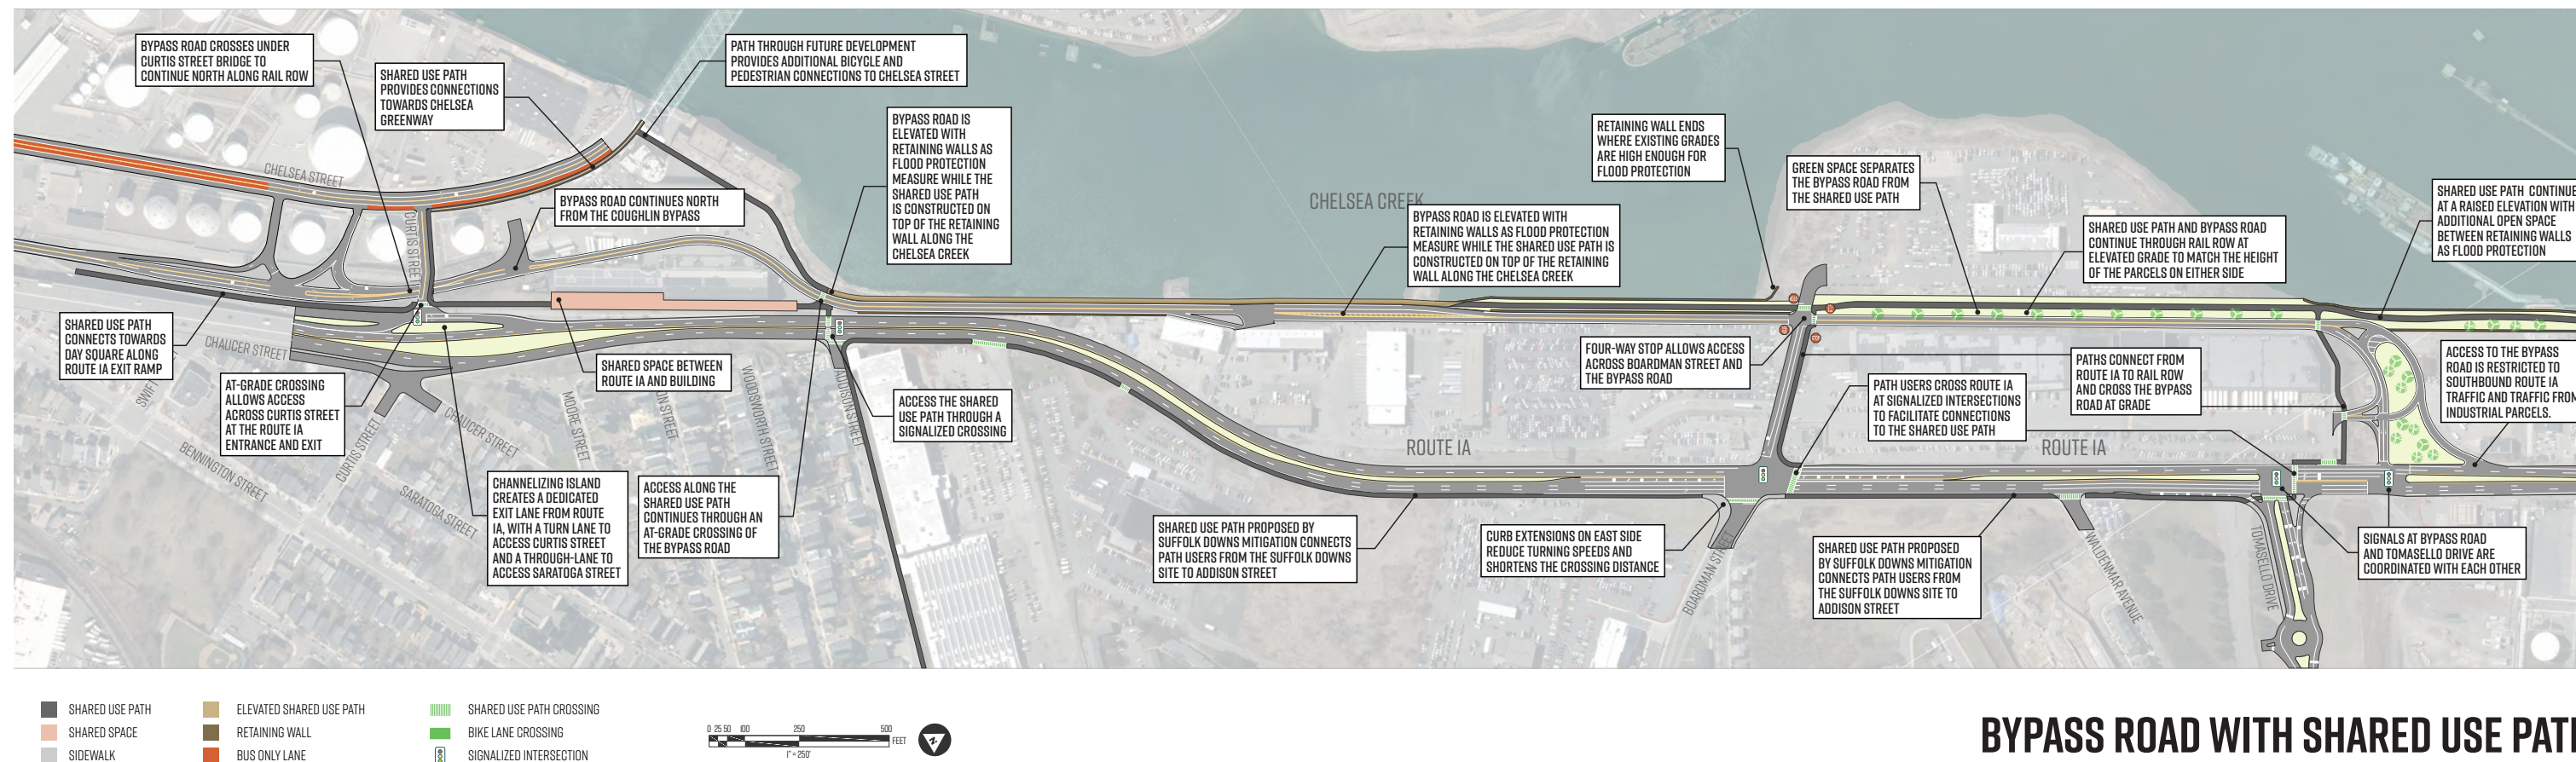 BYPASS ROAD CROSSES UNDER
CURTIS STREET BRIDGE TO
CONTINUE NORTH ALONG RAIL ROW
SHARED USE PATH
PROVIDES CONNECTIONS
TOWARDS CHELSEA
GREENWAY
PATH THROUGH FUTURE DEVELOPMENT
PROVIDES ADDITIONAL BICYCLE AND
PEDESTRIAN CONNECTIONS TO CHELSEA STREET
BYPASS ROAD IS
ELEVATED WITH
RETAINING WALLS AS
FLOOD PROTECTION
MEASURE WHILE THE
SHARED USE PATH
IS CONSTRUCTED ON
TOP OF THE RETAINING
WALL ALONG THE
CHELSEA CREEK
BYPASS ROAD CONTINUES NORTH
FROM THE COUGHLIN BYPASS
CHELSEA STREET
CURTIS STREET
CHELSEA CREEK
BYPASS ROAD IS ELEVATED WITH
RETAINING WALLS AS FLOOD PROTECTION
MEASURE WHILE THE SHARED USE PATH IS
CONSTRUCTED ON TOP OF THE RETAINING
WALL ALONG THE CHELSEA CREEK
RETAINING WALL ENDS
WHERE EXISTING GRADES
ARE HIGH ENOUGH FOR
FLOOD PROTECTION
GREEN SPACE SEPARATES
THE BYPASS ROAD FROM
THE SHARED USE PATH
SHARED USE PATH AND BYPASS ROAD
CONTINUE THROUGH RAIL ROW AT
ELEVATED GRADE TO MATCH THE HEIGHT
OF THE PARCELS ON EITHER SIDE
SHARED USE PATH CONTINUE
AT A RAISED ELEVATION WITH
ADDITIONAL OPEN SPACE
BETWEEN RETAINING WALLS
AS FLOOD PROTECTION
SHARED USE PATH
CONNECTS TOWARDS
DAY SQUARE ALONG
ROUTE 1A EXIT RAMP
CHAUCER STREET
SWIFT
AT-GRADE CROSSING
ALLOWS ACCESS
ACROSS CURTIS STREET
AT THE ROUTE 1A
ENTRANCE AND EXIT
SHARED SPACE BETWEEN
ROUTE 1A AND BUILDING
ACCESS THE SHARED
USE PATH THROUGH A
SIGNALIZED CROSSING
FOUR-WAY STOP ALLOWS ACCESS
ACROSS BOARDMAN STREET AND
THE BYPASS ROAD
PATH USERS CROSS ROUTE 1A
AT SIGNALIZED INTERSECTIONS
TO FACILITATE CONNECTIONS
TO THE SHARED USE PATH
PATHS CONNECT FROM
ROUTE 1A TO RAIL ROW
AND CROSS THE BYPASS
ROAD AT GRADE
ACCESS TO THE BYPASS
ROAD IS RESTRICTED TO
SOUTHBOUND ROUTE 1A
TRAFFIC AND TRAFFIC FROM
INDUSTRIAL PARCELS.
BENNINGTON STREET
CURTIS STREET
CHAUCER STREET
SARATOGA STREET
MOORE STREET
ON STREET
WOODSWORTH STREET
ADDISON STREET
ROUTE 1A
ROUTE 1A
CHANNELIZING ISLAND
CREATES A DEDICATED
EXIT LANE FROM ROUTE
1A, WITH A TURN LANE TO
ACCESS CURTIS STREET
AND A THROUGH-LANE TO
ACCESS SARATOGA STREET
ACCESS ALONG THE
SHARED USE PATH
CONTINUES THROUGH AN
AT-GRADE CROSSING OF
THE BYPASS ROAD
SHARED USE PATH PROPOSED BY
SUFFOLK DOWNS MITIGATION CONNECTS
PATH USERS FROM THE SUFFOLK DOWNS
SITE TO ADDISON STREET
CURB EXTENSIONS ON EAST SIDE
REDUCE TURNING SPEEDS AND
SHORTENS THE CROSSING DISTANCE
BOARDMAN STREET
SHARED USE PATH PROPOSED
BY SUFFOLK DOWNS MITIGATION
CONNECTS PATH USERS FROM
THE SUFFOLK DOWNS SITE TO
ADDISON STREET
WALDENMAR AVENUE
TOMASELLO DRIVE
SIGNALS AT BYPASS ROAD
AND TOMASELLO DRIVE ARE
COORDINATED WITH EACH OTHER
SHARED USE PATH
SHARED SPACE
SIDEWALK
ELEVATED SHARED USE PATH
RETAINING WALL
BUS ONLY LANE
SHARED USE PATH CROSSING
BIKE LANE CROSSING
SIGNALIZED INTERSECTION
0 25 50 100 250 500
FEET
1" = 250'
Z
BYPASS ROAD WITH SHARED USE PATH